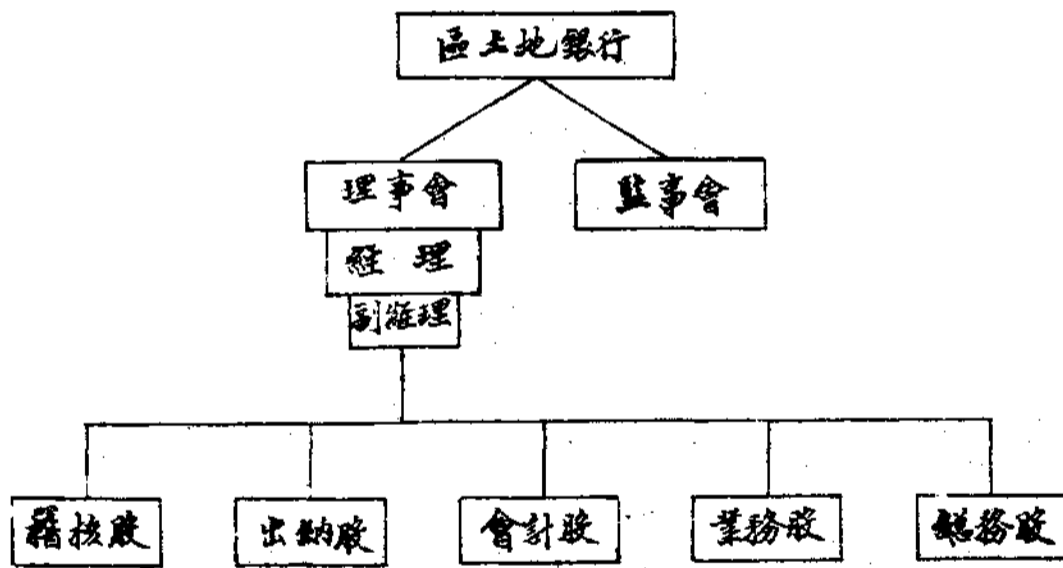 區土地銀行
理事會
監事會
經理
副經理
稽核股
出納股
會計股
業務股
總務股